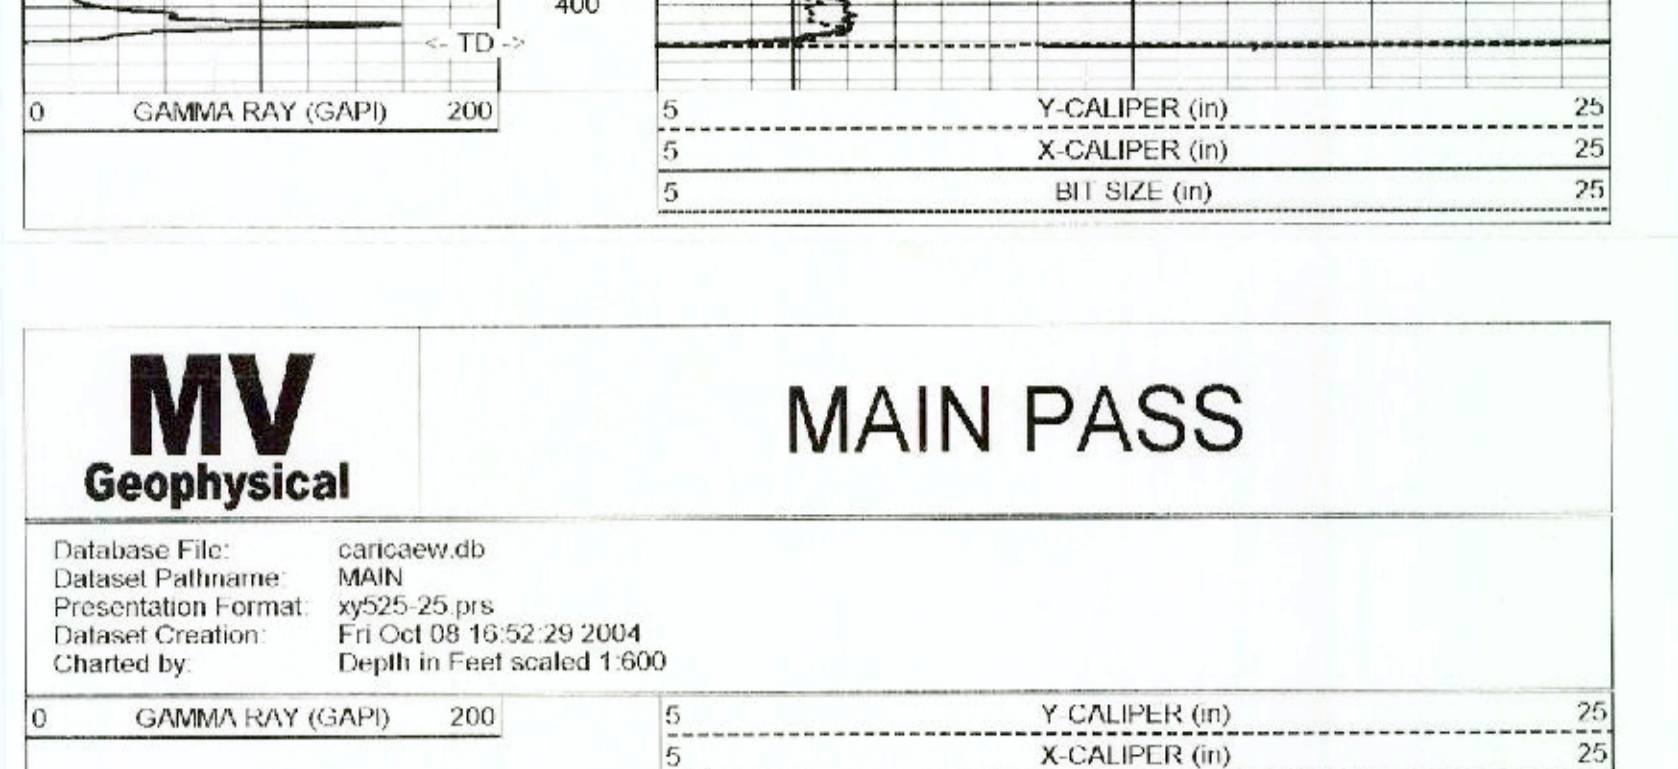 400
<- TD ->
0 GAMMA RAY (GAPI) 200
5 Y-CALIPER (in) 25
5 X-CALIPER (in) 25
5 BIT SIZE (in) 25
MV
Geophysical
MAIN PASS
Database File: caricaew.db
Dataset Pathname: MAIN
Presentation Format: xy525-25.prs
Dataset Creation: Fri Oct 08 16:52:29 2004
Charted by: Depth in Feet scaled 1:600
0 GAMMA RAY (GAPI) 200
5 Y-CALIPER (in) 25
5 X-CALIPER (in) 25